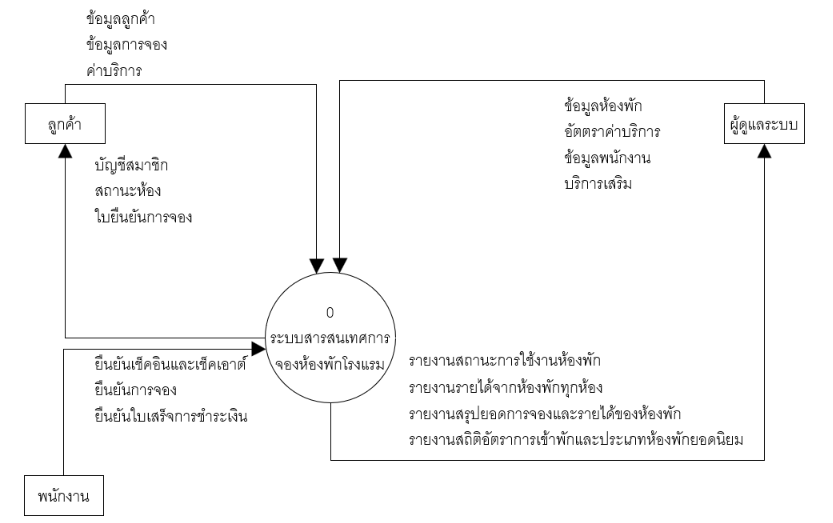 ข้อมูลลูกค้า
ข้อมูลการจอง
ค่าบริการ
ลูกค้า
บัญชีสมาชิก
สถานะห้อง
ใบยืนยันการจอง
ข้อมูลห้องพัก
อัตตราค่าบริการ
ข้อมูลพนักงาน
บริการเสริม
ผู้ดูแลระบบ
0
ระบบสารสนเทศการ
จองห้องพักโรงแรม
ยืนยันเช็คอินและเช็คเอาต์
ยืนยันการจอง
ยืนยันใบเสร็จการชำระเงิน
รายงานสถานะการใช้งานห้องพัก
รายงานรายได้จากห้องพักทุกห้อง
รายงานสรุปยอดการจองและรายได้ของห้องพัก
รายงานสถิติอัตราการเข้าพักและประเภทห้องพักยอดนิยม
พนักงาน